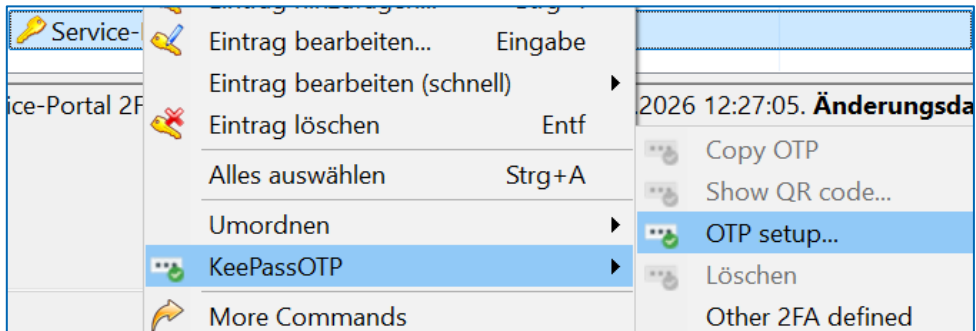 Service-
Eintrag bearbeiten... Eingabe
Eintrag bearbeiten (schnell)
ice-Portal 2F
.2026 12:27:05. Änderungsda
Eintrag löschen Entf
Copy OTP
Alles auswählen Strg+A
Show QR code...
Umordnen
OTP setup...
KeePassOTP
Löschen
More Commands
Other 2FA defined